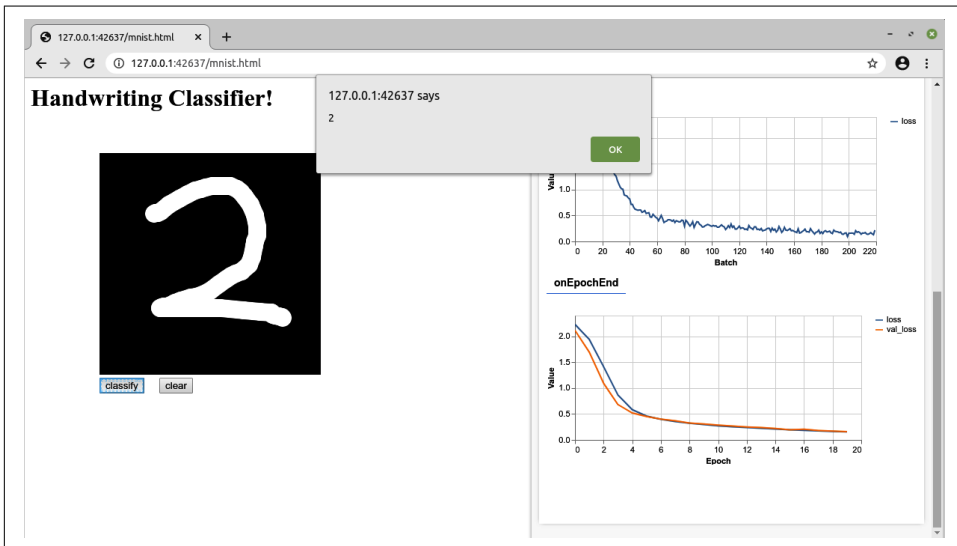 127.0.0.1:42637/mnist.html × +
127.0.0.1:42637/mnist.html
Handwriting Classifier!
127.0.0.1:42637 says
2
OK
2
classify clear
loss
Value
1.0
0.5
0.0
0 20 40 60 80 100 120 140 160 180 200 220
Batch
onEpochEnd
loss
val_loss
Value
2.0
1.5
1.0
0.5
0.0
0 2 4 6 8 10 12 14 16 18 20
Epoch